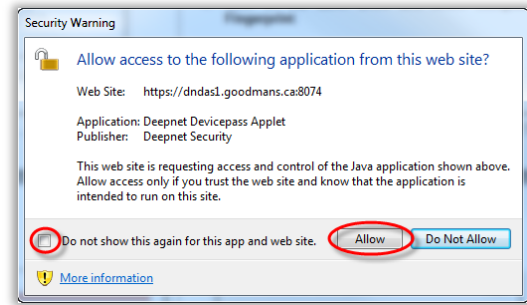 Fingerprint
Security Warning
Allow access to the following application from this web site?
Web Site: https://dndas1.goodmans.ca:8074
Application: Deepnet Devicepass Applet
Publisher: Deepnet Security
This web site is requesting access and control of the Java application shown above.
Allow access only if you trust the web site and know that the application is
intended to run on this site.
Do not show this again for this app and web site. Allow Do Not Allow
More information